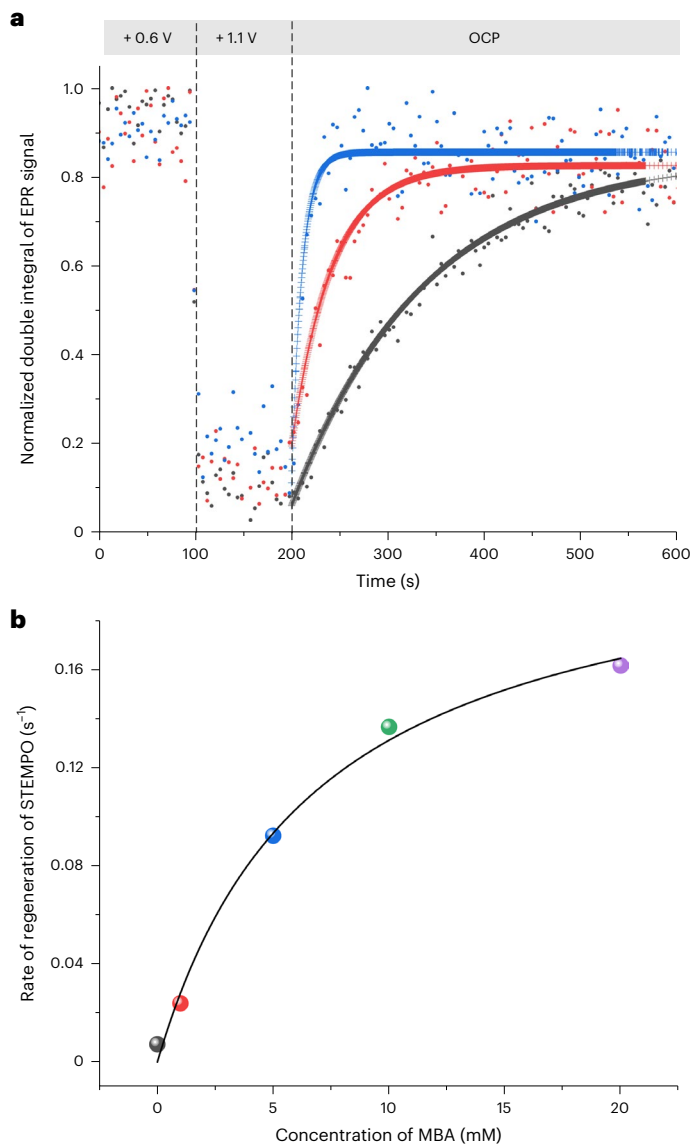 a
+ 0.6 V + 1.1 V OCP
1.0
0.8
0.6
0.4
0.2
0
Normalized double integral of EPR signal
0 100 200 300 400 500 600
Time (s)
b
0.16
0.12
0.08
0.04
0
Rate of regeneration of STEMPO (s⁻¹)
0 5 10 15 20
Concentration of MBA (mM)